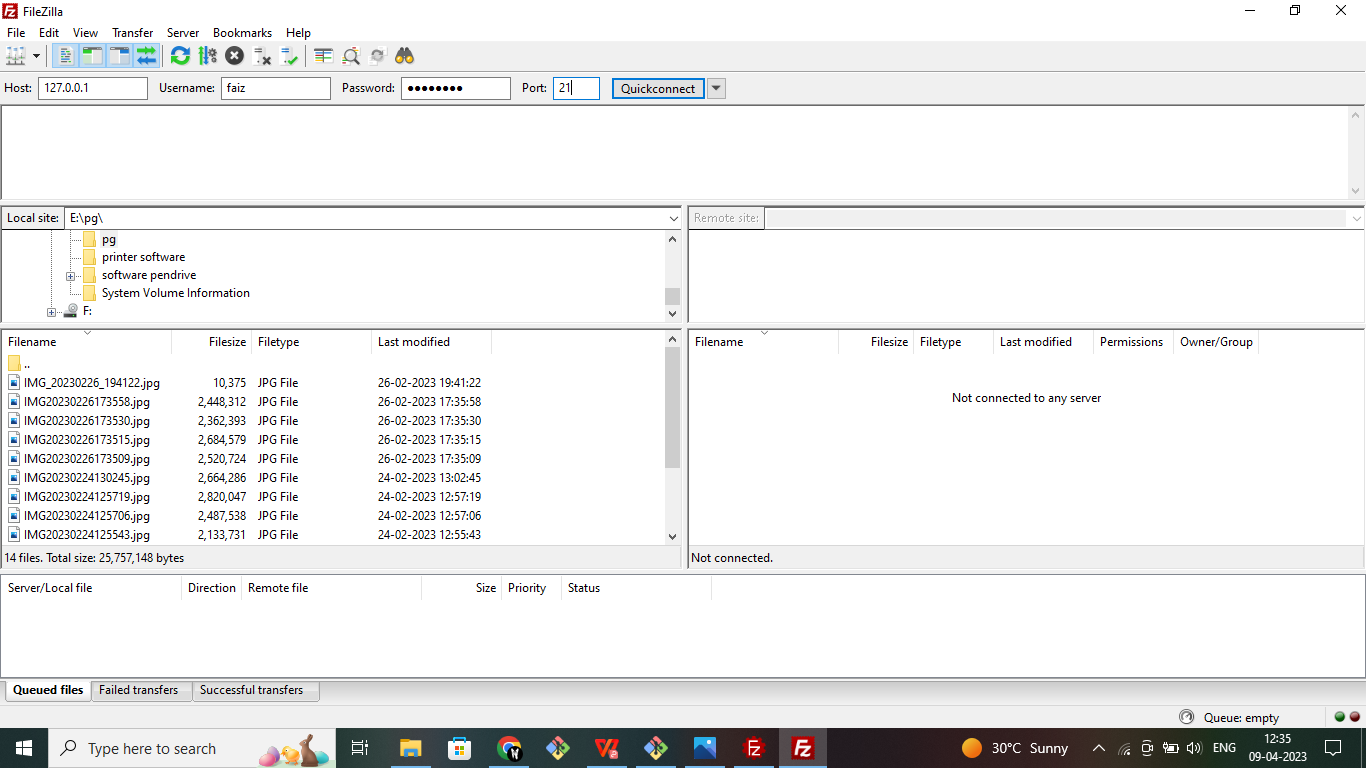 FileZilla
File Edit View Transfer Server Bookmarks Help
Host: 127.0.0.1 Username: faiz Password: ●●●●●●●● Port: 21 Quickconnect
Local site: E:\pg\
pg
printer software
software pendrive
System Volume Information
F:
Remote site:
Filename Filesize Filetype Last modified
..
IMG_20230226_194122.jpg 10,375 JPG File 26-02-2023 19:41:22
IMG20230226173558.jpg 2,448,312 JPG File 26-02-2023 17:35:58
IMG20230226173530.jpg 2,362,393 JPG File 26-02-2023 17:35:30
IMG20230226173515.jpg 2,684,579 JPG File 26-02-2023 17:35:15
IMG20230226173509.jpg 2,520,724 JPG File 26-02-2023 17:35:09
IMG20230224130245.jpg 2,664,286 JPG File 24-02-2023 13:02:45
IMG20230224125719.jpg 2,820,047 JPG File 24-02-2023 12:57:19
IMG20230224125706.jpg 2,487,538 JPG File 24-02-2023 12:57:06
IMG20230224125543.jpg 2,133,731 JPG File 24-02-2023 12:55:43
14 files. Total size: 25,757,148 bytes
Filename Filesize Filetype Last modified Permissions Owner/Group
Not connected to any server
Not connected.
Server/Local file Direction Remote file Size Priority Status
Queued files Failed transfers Successful transfers
Queue: empty
Type here to search
30°C Sunny
ENG
12:35
09-04-2023